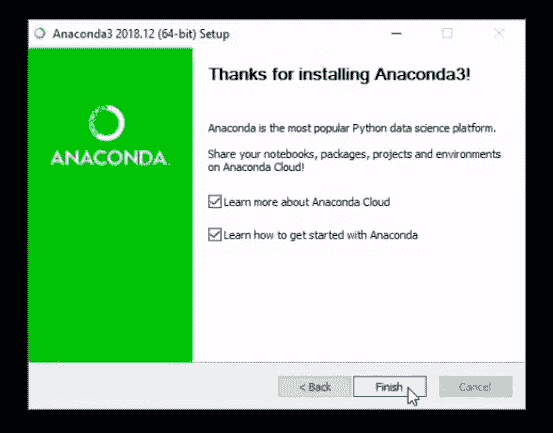 Anaconda3 2018.12 (64-bit) Setup
Thanks for installing Anaconda3!
ANACONDA.
Anaconda is the most popular Python data science platform.
Share your notebooks, packages, projects and environments
on Anaconda Cloud!
Learn more about Anaconda Cloud
Learn how to get started with Anaconda
< Back
Finish
Cancel